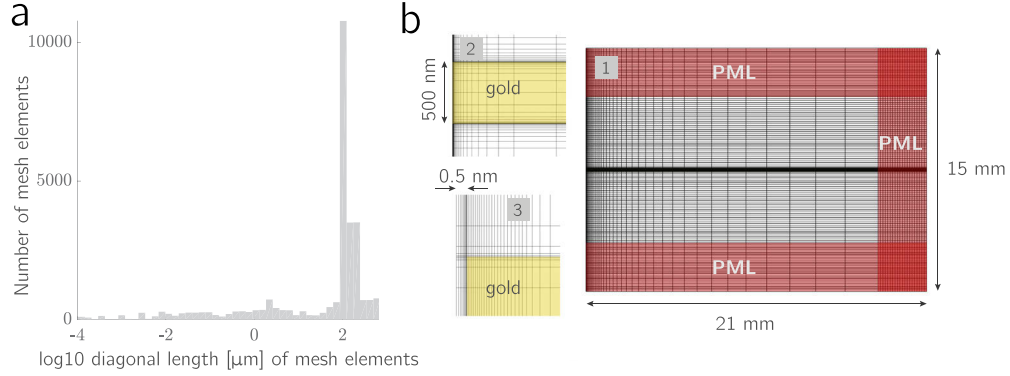 a
10000
5000
0
Number of mesh elements
-4
-2
0
2
log10 diagonal length [μm] of mesh elements
b
2
gold
500 nm
0.5 nm
3
gold
1
PML
PML
PML
15 mm
21 mm